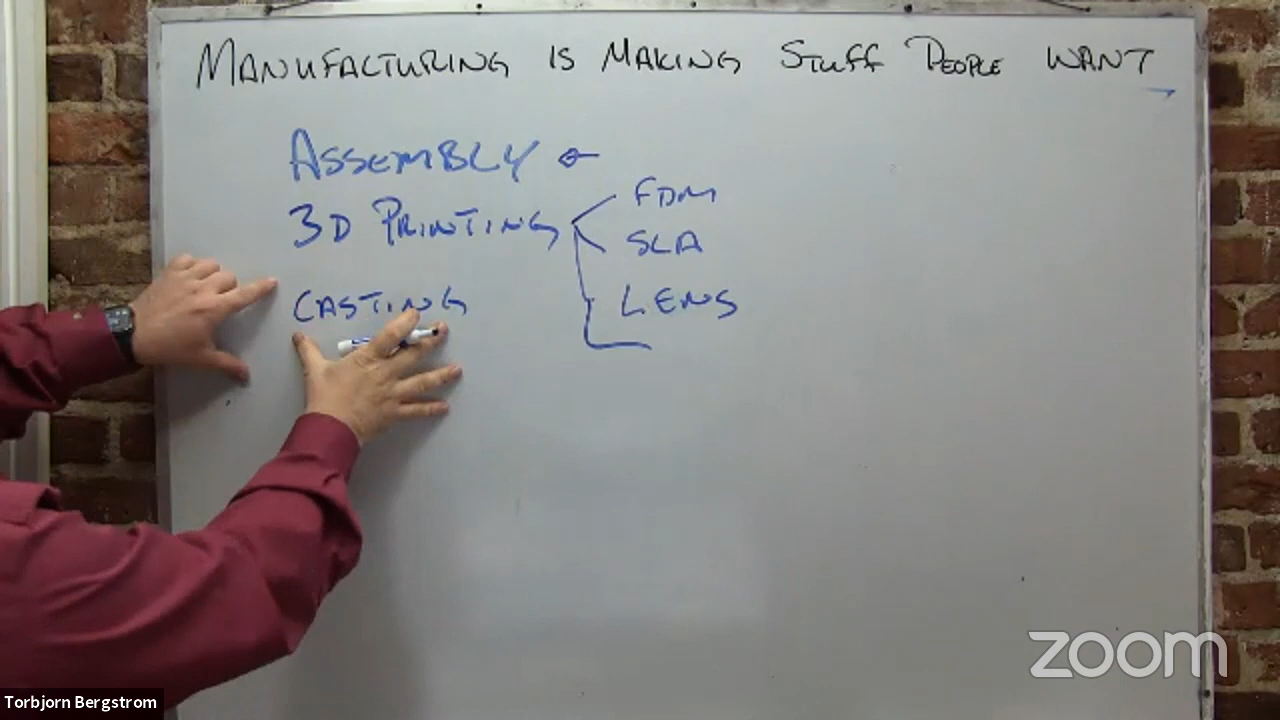 MANUFACTURING IS MAKING STUFF PEOPLE WANT
ASSEMBLY
3D PRINTING
FDM
SLA
LENS
CASTING
zoom
Torbjorn Bergstrom